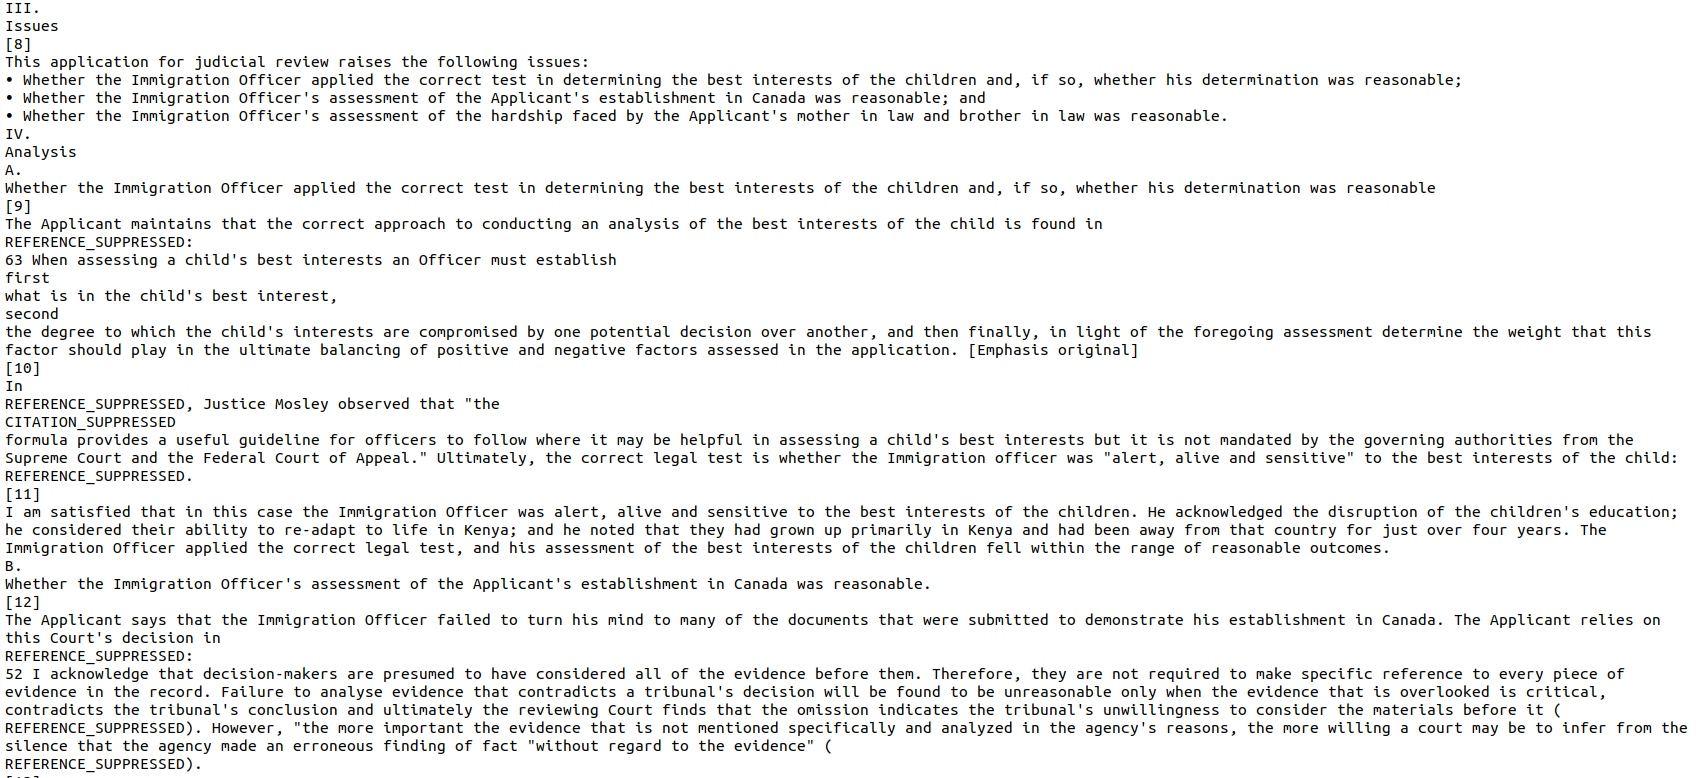 III.
Issues
[8]
This application for judicial review raises the following issues:
• Whether the Immigration Officer applied the correct test in determining the best interests of the children and, if so, whether his determination was reasonable;
• Whether the Immigration Officer's assessment of the Applicant's establishment in Canada was reasonable; and
• Whether the Immigration Officer's assessment of the hardship faced by the Applicant's mother in law and brother in law was reasonable.
IV.
Analysis
A.
Whether the Immigration Officer applied the correct test in determining the best interests of the children and, if so, whether his determination was reasonable
[9]
The Applicant maintains that the correct approach to conducting an analysis of the best interests of the child is found in
REFERENCE_SUPPRESSED:
63 When assessing a child's best interests an Officer must establish
first
what is in the child's best interest,
second
the degree to which the child's interests are compromised by one potential decision over another, and then finally, in light of the foregoing assessment determine the weight that this
factor should play in the ultimate balancing of positive and negative factors assessed in the application. [Emphasis original]
[10]
In
REFERENCE_SUPPRESSED, Justice Mosley observed that "the
CITATION_SUPPRESSED
formula provides a useful guideline for officers to follow where it may be helpful in assessing a child's best interests but it is not mandated by the governing authorities from the
Supreme Court and the Federal Court of Appeal." Ultimately, the correct legal test is whether the Immigration officer was "alert, alive and sensitive" to the best interests of the child:
REFERENCE_SUPPRESSED.
[11]
I am satisfied that in this case the Immigration Officer was alert, alive and sensitive to the best interests of the children. He acknowledged the disruption of the children's education;
he considered their ability to re-adapt to life in Kenya; and he noted that they had grown up primarily in Kenya and had been away from that country for just over four years. The
Immigration Officer applied the correct legal test, and his assessment of the best interests of the children fell within the range of reasonable outcomes.
B.
Whether the Immigration Officer's assessment of the Applicant's establishment in Canada was reasonable.
[12]
The Applicant says that the Immigration Officer failed to turn his mind to many of the documents that were submitted to demonstrate his establishment in Canada. The Applicant relies on
this Court's decision in
REFERENCE_SUPPRESSED:
52 I acknowledge that decision-makers are presumed to have considered all of the evidence before them. Therefore, they are not required to make specific reference to every piece of
evidence in the record. Failure to analyse evidence that contradicts a tribunal's decision will be found to be unreasonable only when the evidence that is overlooked is critical,
contradicts the tribunal's conclusion and ultimately the reviewing Court finds that the omission indicates the tribunal's unwillingness to consider the materials before it (
REFERENCE_SUPPRESSED). However, "the more important the evidence that is not mentioned specifically and analyzed in the agency's reasons, the more willing a court may be to infer from the
silence that the agency made an erroneous finding of fact "without regard to the evidence" (
REFERENCE_SUPPRESSED).